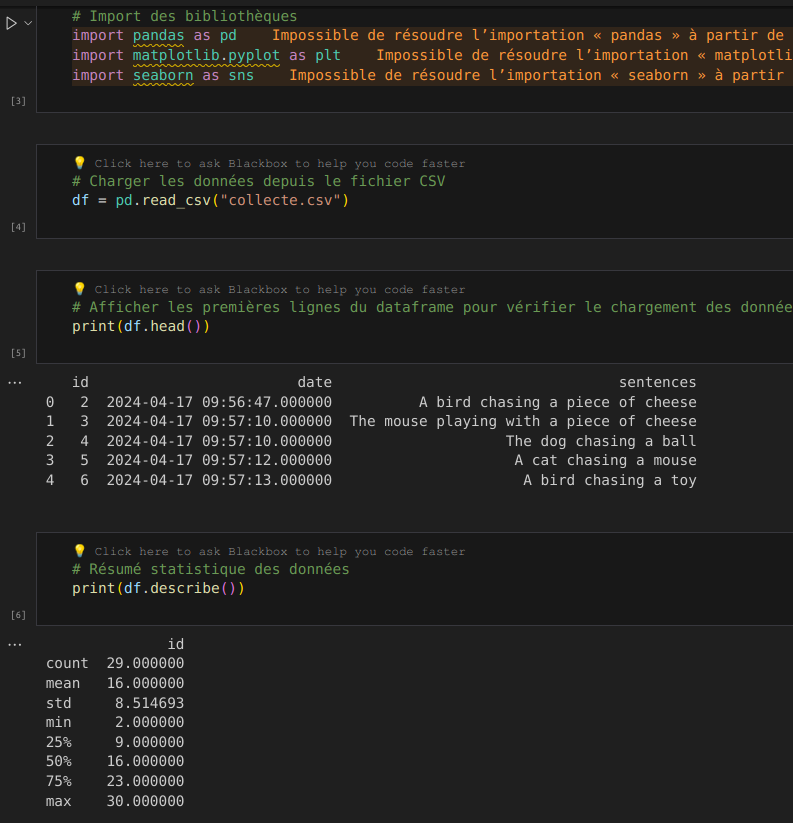 # Import des bibliothèques
import pandas as pd    Impossible de résoudre l’importation « pandas » à partir de
import matplotlib.pyplot as plt    Impossible de résoudre l’importation « matplotli
import seaborn as sns    Impossible de résoudre l’importation « seaborn » à partir
[3]
💡 Click here to ask Blackbox to help you code faster
# Charger les données depuis le fichier CSV
df = pd.read_csv("collecte.csv")
[4]
💡 Click here to ask Blackbox to help you code faster
# Afficher les premières lignes du dataframe pour vérifier le chargement des donnée
print(df.head())
[5]
...
   id                        date                                 sentences
0   2  2024-04-17 09:56:47.000000          A bird chasing a piece of cheese
1   3  2024-04-17 09:57:10.000000  The mouse playing with a piece of cheese
2   4  2024-04-17 09:57:10.000000                    The dog chasing a ball
3   5  2024-04-17 09:57:12.000000                     A cat chasing a mouse
4   6  2024-04-17 09:57:13.000000                      A bird chasing a toy
💡 Click here to ask Blackbox to help you code faster
# Résumé statistique des données
print(df.describe())
[6]
...
              id
count  29.000000
mean   16.000000
std     8.514693
min     2.000000
25%     9.000000
50%    16.000000
75%    23.000000
max    30.000000